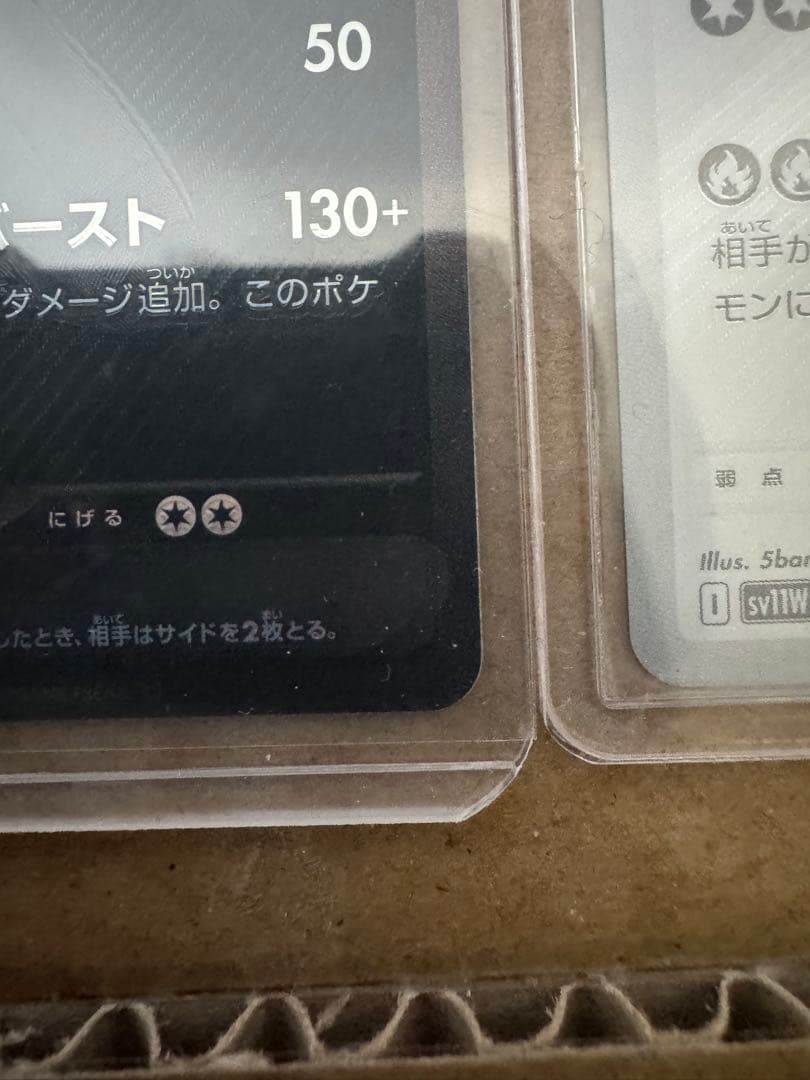 50
バースト 130+
ついか
ダメージ追加。このポケ
にげる
あいて まい
したとき、相手はサイドを2枚とる。
あいて
相手が
モンに
弱点
Illus. 5ban
I sv11W